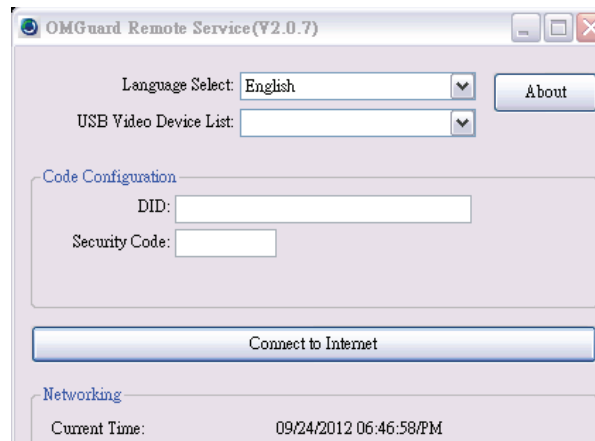 OMGuard Remote Service(V2.0.7)
Language Select: English
About
USB Video Device List:
Code Configuration
DID:
Security Code:
Connect to Internet
Networking
Current Time: 09/24/2012 06:46:58/PM